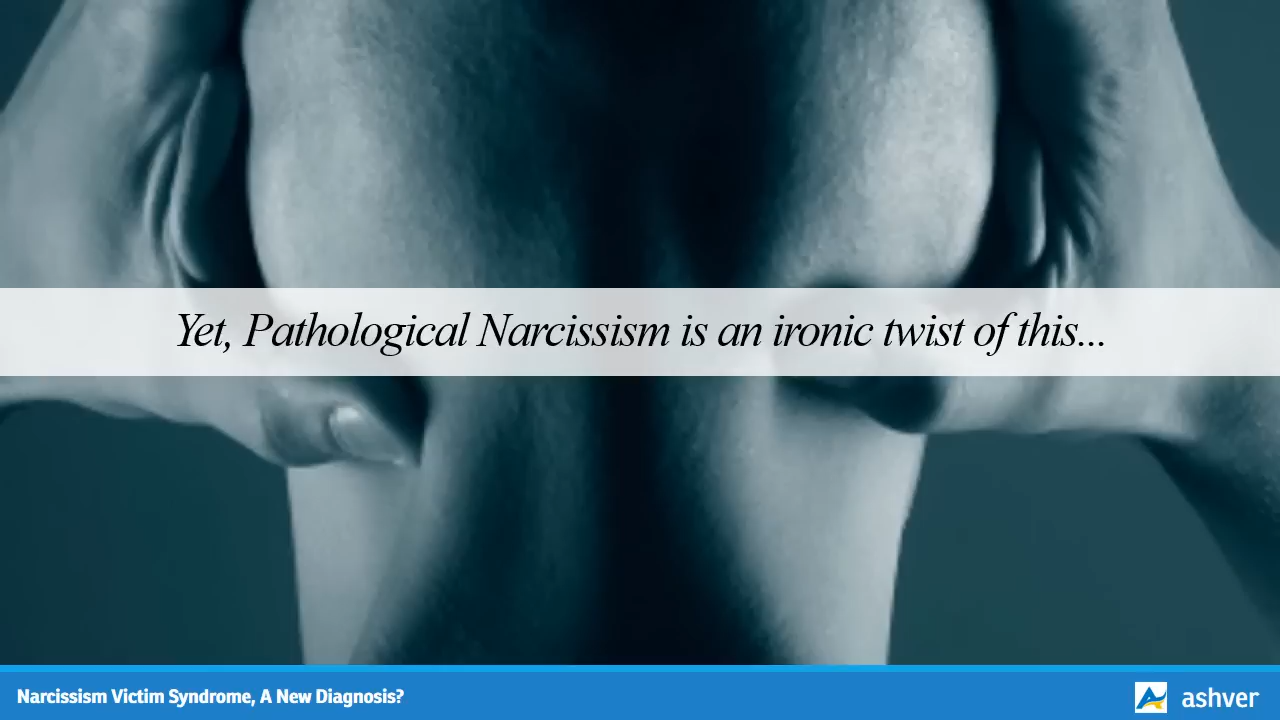 Yet, Pathological Narcissism is an ironic twist of this...
Narcissism Victim Syndrome, A New Diagnosis?
ashver